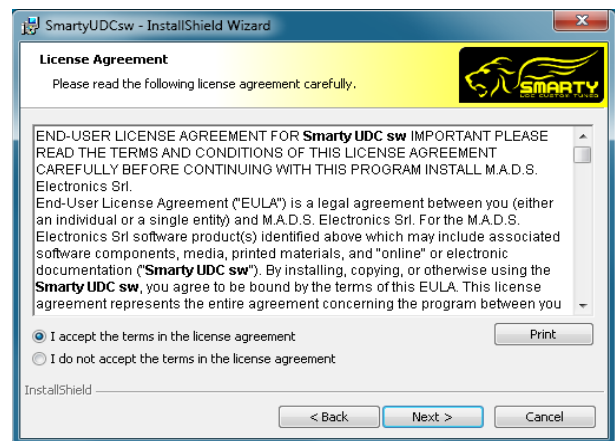 SmartyUDCsw - InstallShield Wizard
License Agreement
Please read the following license agreement carefully.
SMARTY
UDC CUSTOM TUNED
END-USER LICENSE AGREEMENT FOR Smarty UDC sw IMPORTANT PLEASE
READ THE TERMS AND CONDITIONS OF THIS LICENSE AGREEMENT
CAREFULLY BEFORE CONTINUING WITH THIS PROGRAM INSTALL M.A.D.S.
Electronics Srl.
End-User License Agreement ("EULA") is a legal agreement between you (either
an individual or a single entity) and M.A.D.S. Electronics Srl. For the M.A.D.S.
Electronics Srl software product(s) identified above which may include associated
software components, media, printed materials, and "online" or electronic
documentation ("Smarty UDC sw"). By installing, copying, or otherwise using the
Smarty UDC sw, you agree to be bound by the terms of this EULA. This license
agreement represents the entire agreement concerning the program between you
I accept the terms in the license agreement
Print
I do not accept the terms in the license agreement
InstallShield
< Back
Next >
Cancel